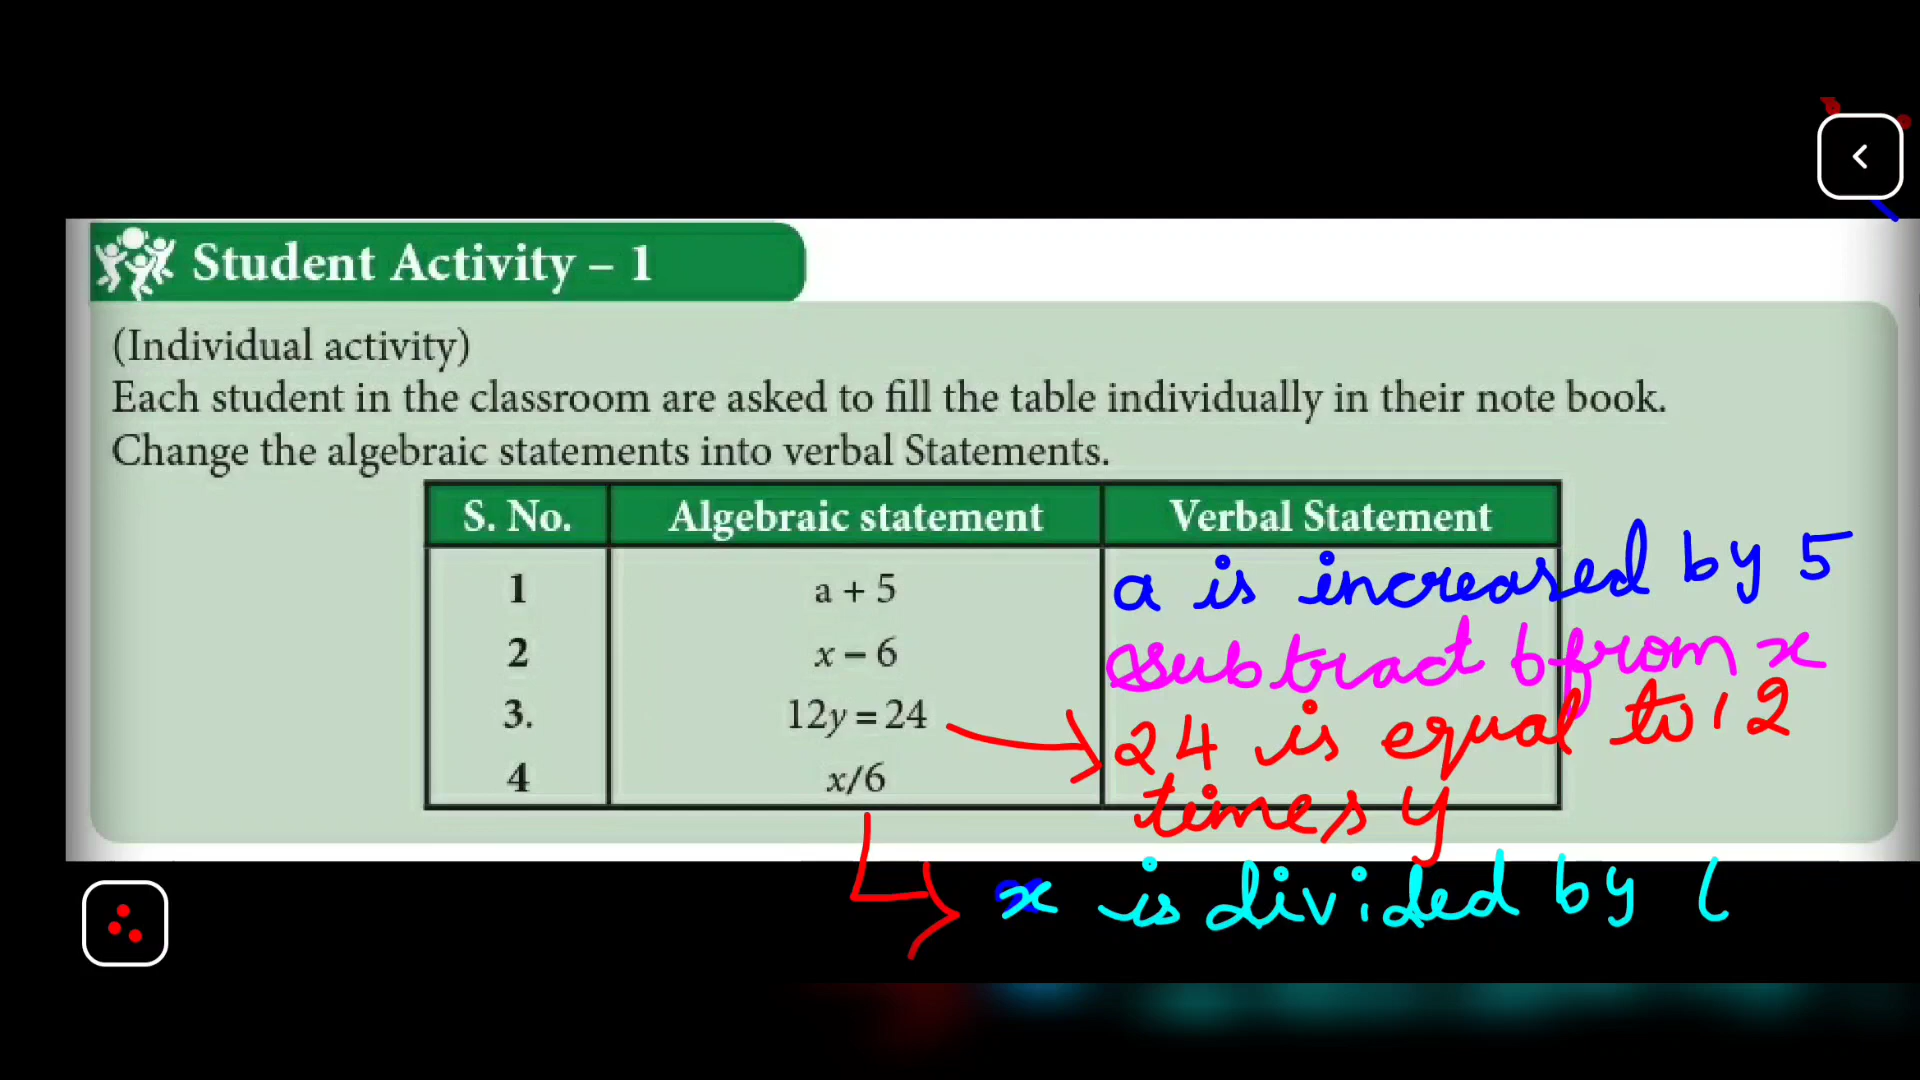 Student Activity – 1
(Individual activity)
Each student in the classroom are asked to fill the table individually in their note book.
Change the algebraic statements into verbal Statements.
S. No. Algebraic statement Verbal Statement
1 a + 5 a is increased by 5
2 x – 6 subtract 6 from x
3. 12y = 24 24 is equal to 12
times y
4 x/6
x is divided by